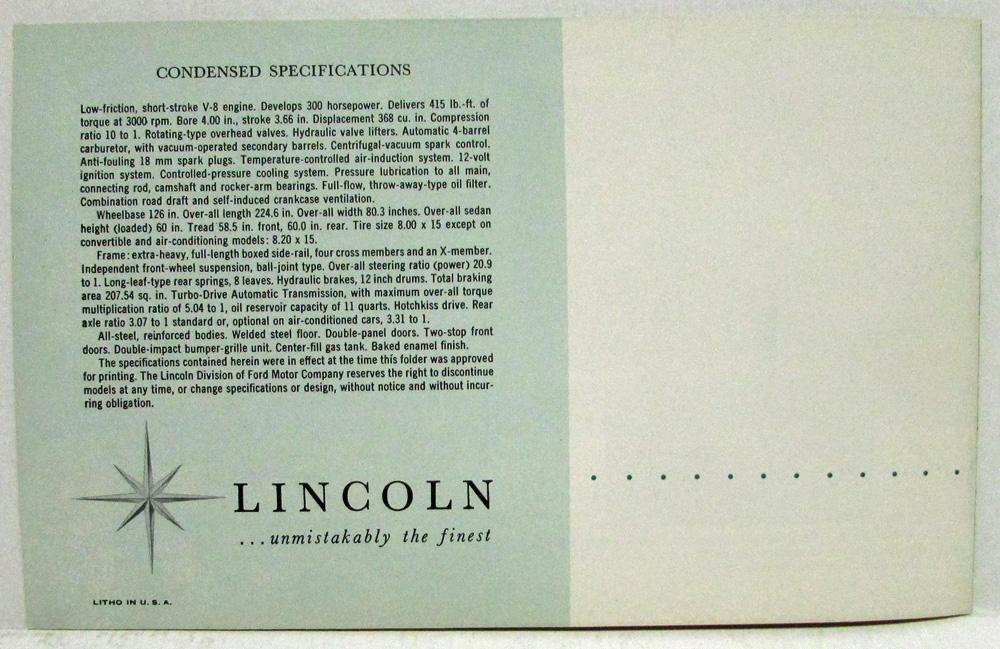 CONDENSED SPECIFICATIONS
Low-friction, short-stroke V-8 engine. Develops 300 horsepower. Delivers 415 lb.-ft. of
torque at 3000 rpm. Bore 4.00 in., stroke 3.66 in. Displacement 368 cu. in. Compression
ratio 10 to 1. Rotating-type overhead valves. Hydraulic valve lifters. Automatic 4-barrel
carburetor, with vacuum-operated secondary barrels. Centrifugal-vacuum spark control.
Anti-fouling 18 mm spark plugs. Temperature-controlled air-induction system. 12-volt
ignition system. Controlled-pressure cooling system. Pressure lubrication to all main,
connecting rod, camshaft and rocker-arm bearings. Full-flow, throw-away-type oil filter.
Combination road draft and self-induced crankcase ventilation.
Wheelbase 126 in. Over-all length 224.6 in. Over-all width 80.3 inches. Over-all sedan
height (loaded) 60 in. Tread 58.5 in. front, 60.0 in. rear. Tire size 8.00 x 15 except on
convertible and air-conditioning models: 8.20 x 15.
Frame: extra-heavy, full-length boxed side-rail, four cross members and an X-member.
Independent front-wheel suspension, ball-joint type. Over-all steering ratio (power) 20.9
to 1. Long-leaf-type rear springs, 8 leaves. Hydraulic brakes, 12 inch drums. Total braking
area 207.54 sq. in. Turbo-Drive Automatic Transmission, with maximum over-all torque
multiplication ratio of 5.04 to 1, oil reservoir capacity of 11 quarts. Hotchkiss drive. Rear
axle ratio 3.07 to 1 standard or, optional on air-conditioned cars, 3.31 to 1.
All-steel, reinforced bodies. Welded steel floor. Double-panel doors. Two-stop front
doors. Double-impact bumper-grille unit. Center-fill gas tank. Baked enamel finish.
The specifications contained herein were in effect at the time this folder was approved
for printing. The Lincoln Division of Ford Motor Company reserves the right to discontinue
models at any time, or change specifications or design, without notice and without incur-
ring obligation.
LINCOLN
...unmistakably the finest
LITHO IN U. S. A.